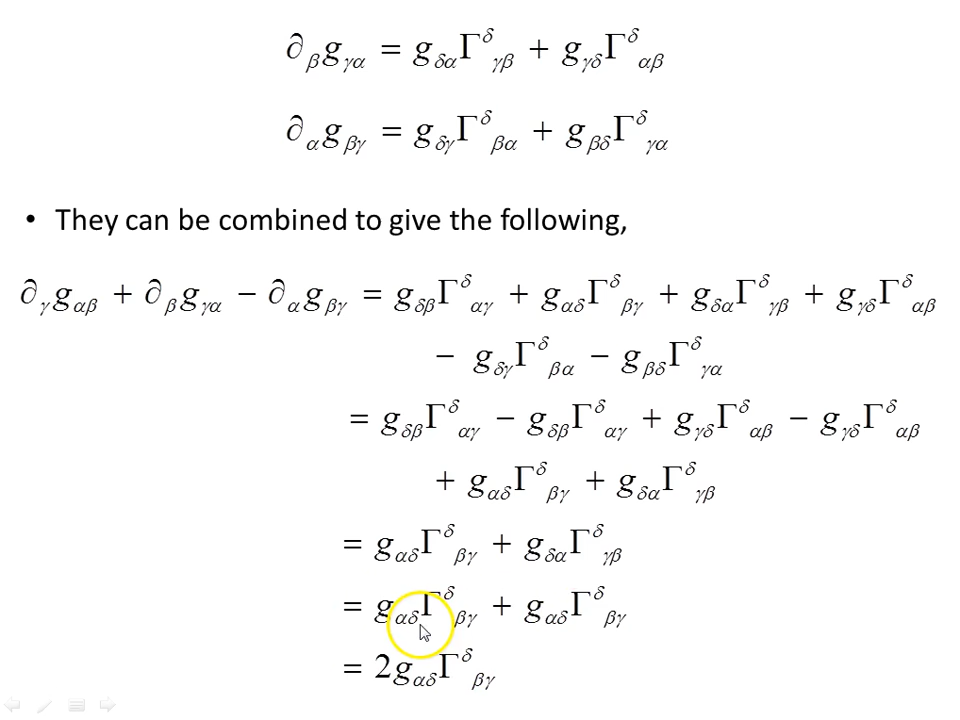 ∂_β g_γα = g_δα Γ^δ_γβ + g_γδ Γ^δ_αβ
∂_α g_βγ = g_δγ Γ^δ_βα + g_βδ Γ^δ_γα
• They can be combined to give the following,
∂_γ g_αβ + ∂_β g_γα − ∂_α g_βγ = g_δβ Γ^δ_αγ + g_αδ Γ^δ_βγ + g_δα Γ^δ_γβ + g_γδ Γ^δ_αβ
− g_δγ Γ^δ_βα − g_βδ Γ^δ_γα
= g_δβ Γ^δ_αγ − g_δβ Γ^δ_αγ + g_γδ Γ^δ_αβ − g_γδ Γ^δ_αβ
+ g_αδ Γ^δ_βγ + g_δα Γ^δ_γβ
= g_αδ Γ^δ_βγ + g_δα Γ^δ_γβ
= g_αδ Γ^δ_βγ + g_αδ Γ^δ_βγ
= 2g_αδ Γ^δ_βγ